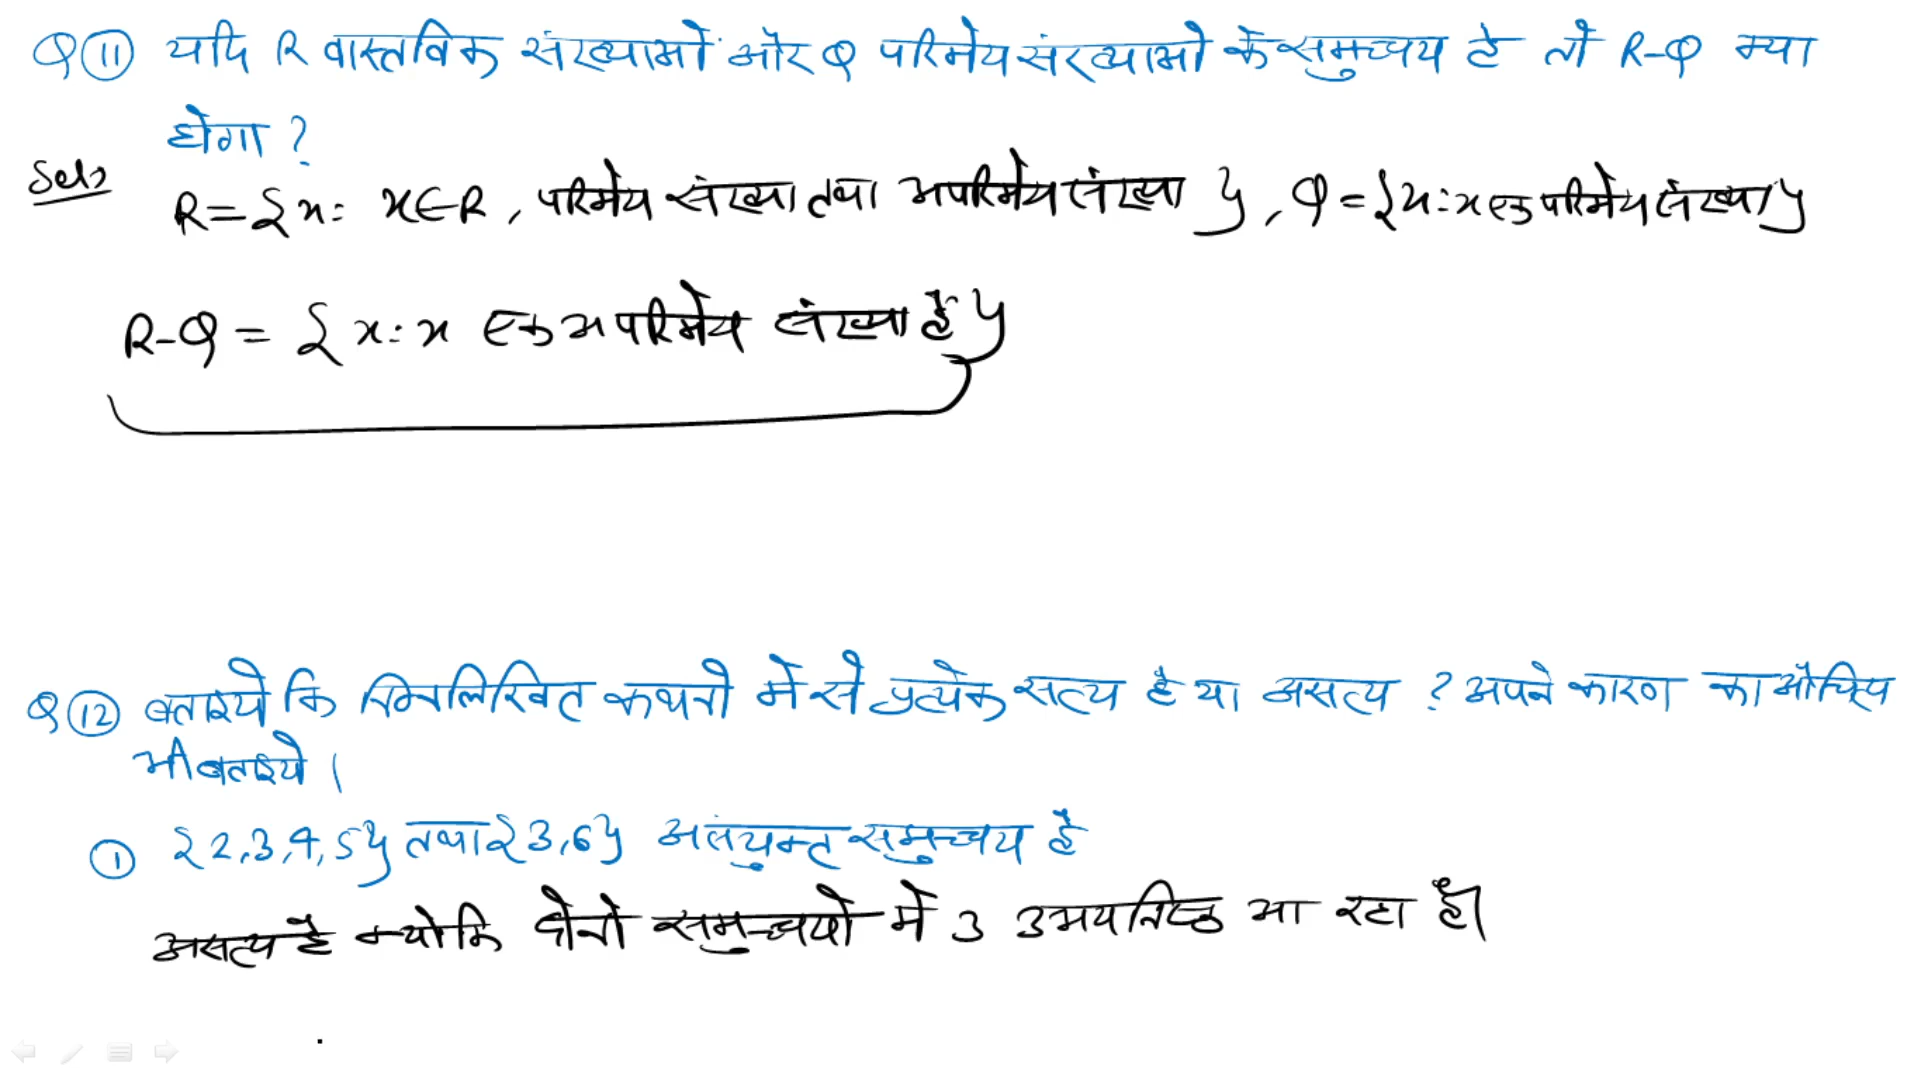 Q 11 यदि R वास्तविक संख्याओं और Q परिमेय संख्याओं के समुच्चय है तो R-Q क्या
होगा ?
Soln
R = { x : x ∈ R , परिमेय संख्या तथा अपरिमेय संख्या } , Q = { x : x एक परिमेय संख्या }
R-Q = { x : x एक अपरिमेय संख्या है }
Q 12 बताइये कि निम्नलिखित कथनो में से प्रत्येक सत्य है या असत्य ? अपने कारण का औचित्य
भी बताइये ।
1 { 2,3,4,5 } तथा { 3,6 } असंयुक्त समुच्चय है
असत्य है क्योकि दोनो समुच्चयो में 3 उभयनिष्ठ आ रहा है।